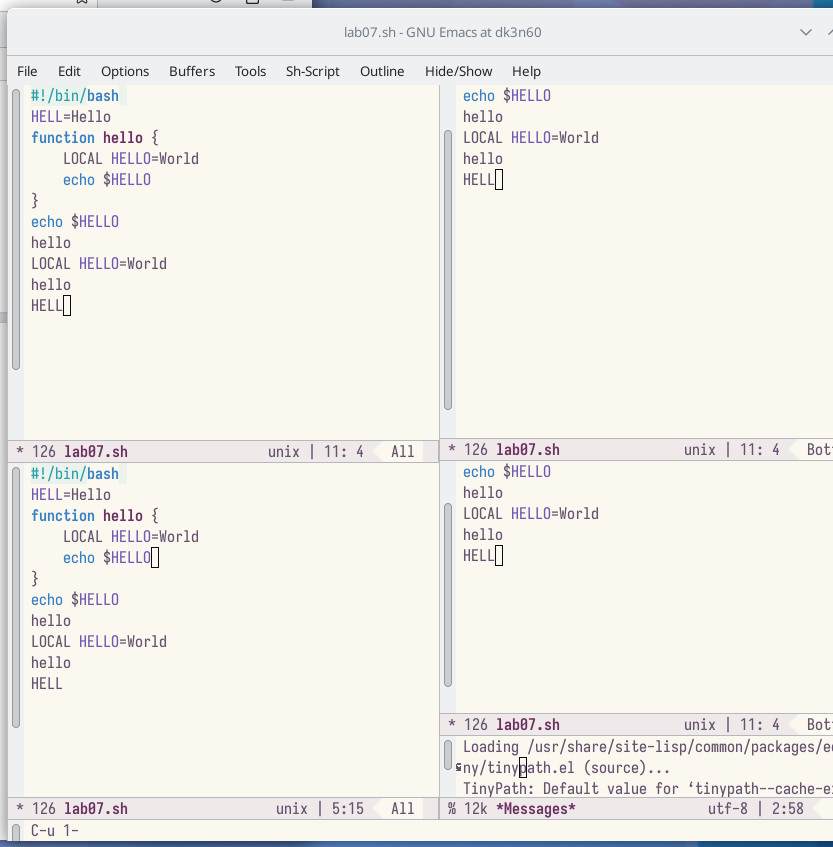 lab07.sh - GNU Emacs at dk3n60
File Edit Options Buffers Tools Sh-Script Outline Hide/Show Help
#!/bin/bash
HELL=Hello
function hello {
    LOCAL HELLO=World
    echo $HELLO
}
echo $HELLO
hello
LOCAL HELLO=World
hello
HELL
* 126 lab07.sh unix | 11: 4 All
echo $HELLO
hello
LOCAL HELLO=World
hello
HELL
* 126 lab07.sh unix | 11: 4 Bot
#!/bin/bash
HELL=Hello
function hello {
    LOCAL HELLO=World
    echo $HELLO
}
echo $HELLO
hello
LOCAL HELLO=World
hello
HELL
* 126 lab07.sh unix | 5:15 All
echo $HELLO
hello
LOCAL HELLO=World
hello
HELL
* 126 lab07.sh unix | 11: 4 Bot
Loading /usr/share/site-lisp/common/packages/
ny/tinypath.el (source)...
TinyPath: Default value for ‘tinypath--cache-
% 12k *Messages* utf-8 | 2:58
C-u 1-